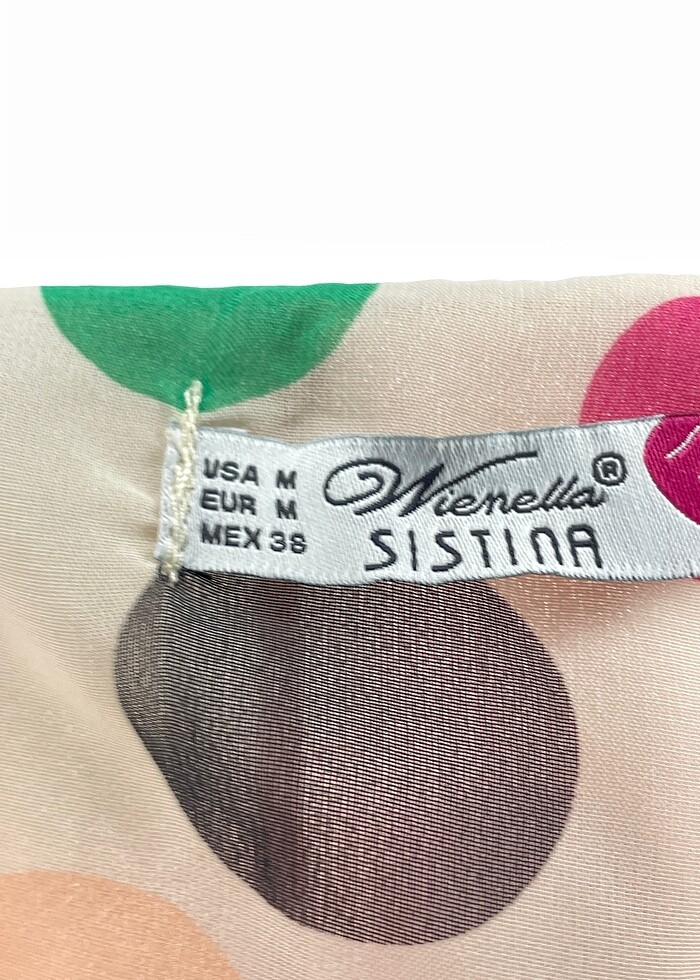 USA M
EUR M
MEX 38
Wienella®
SISTINA